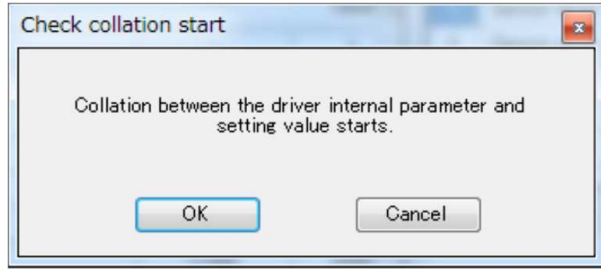 Check collation start
Collation between the driver internal parameter and
setting value starts.
OK
Cancel